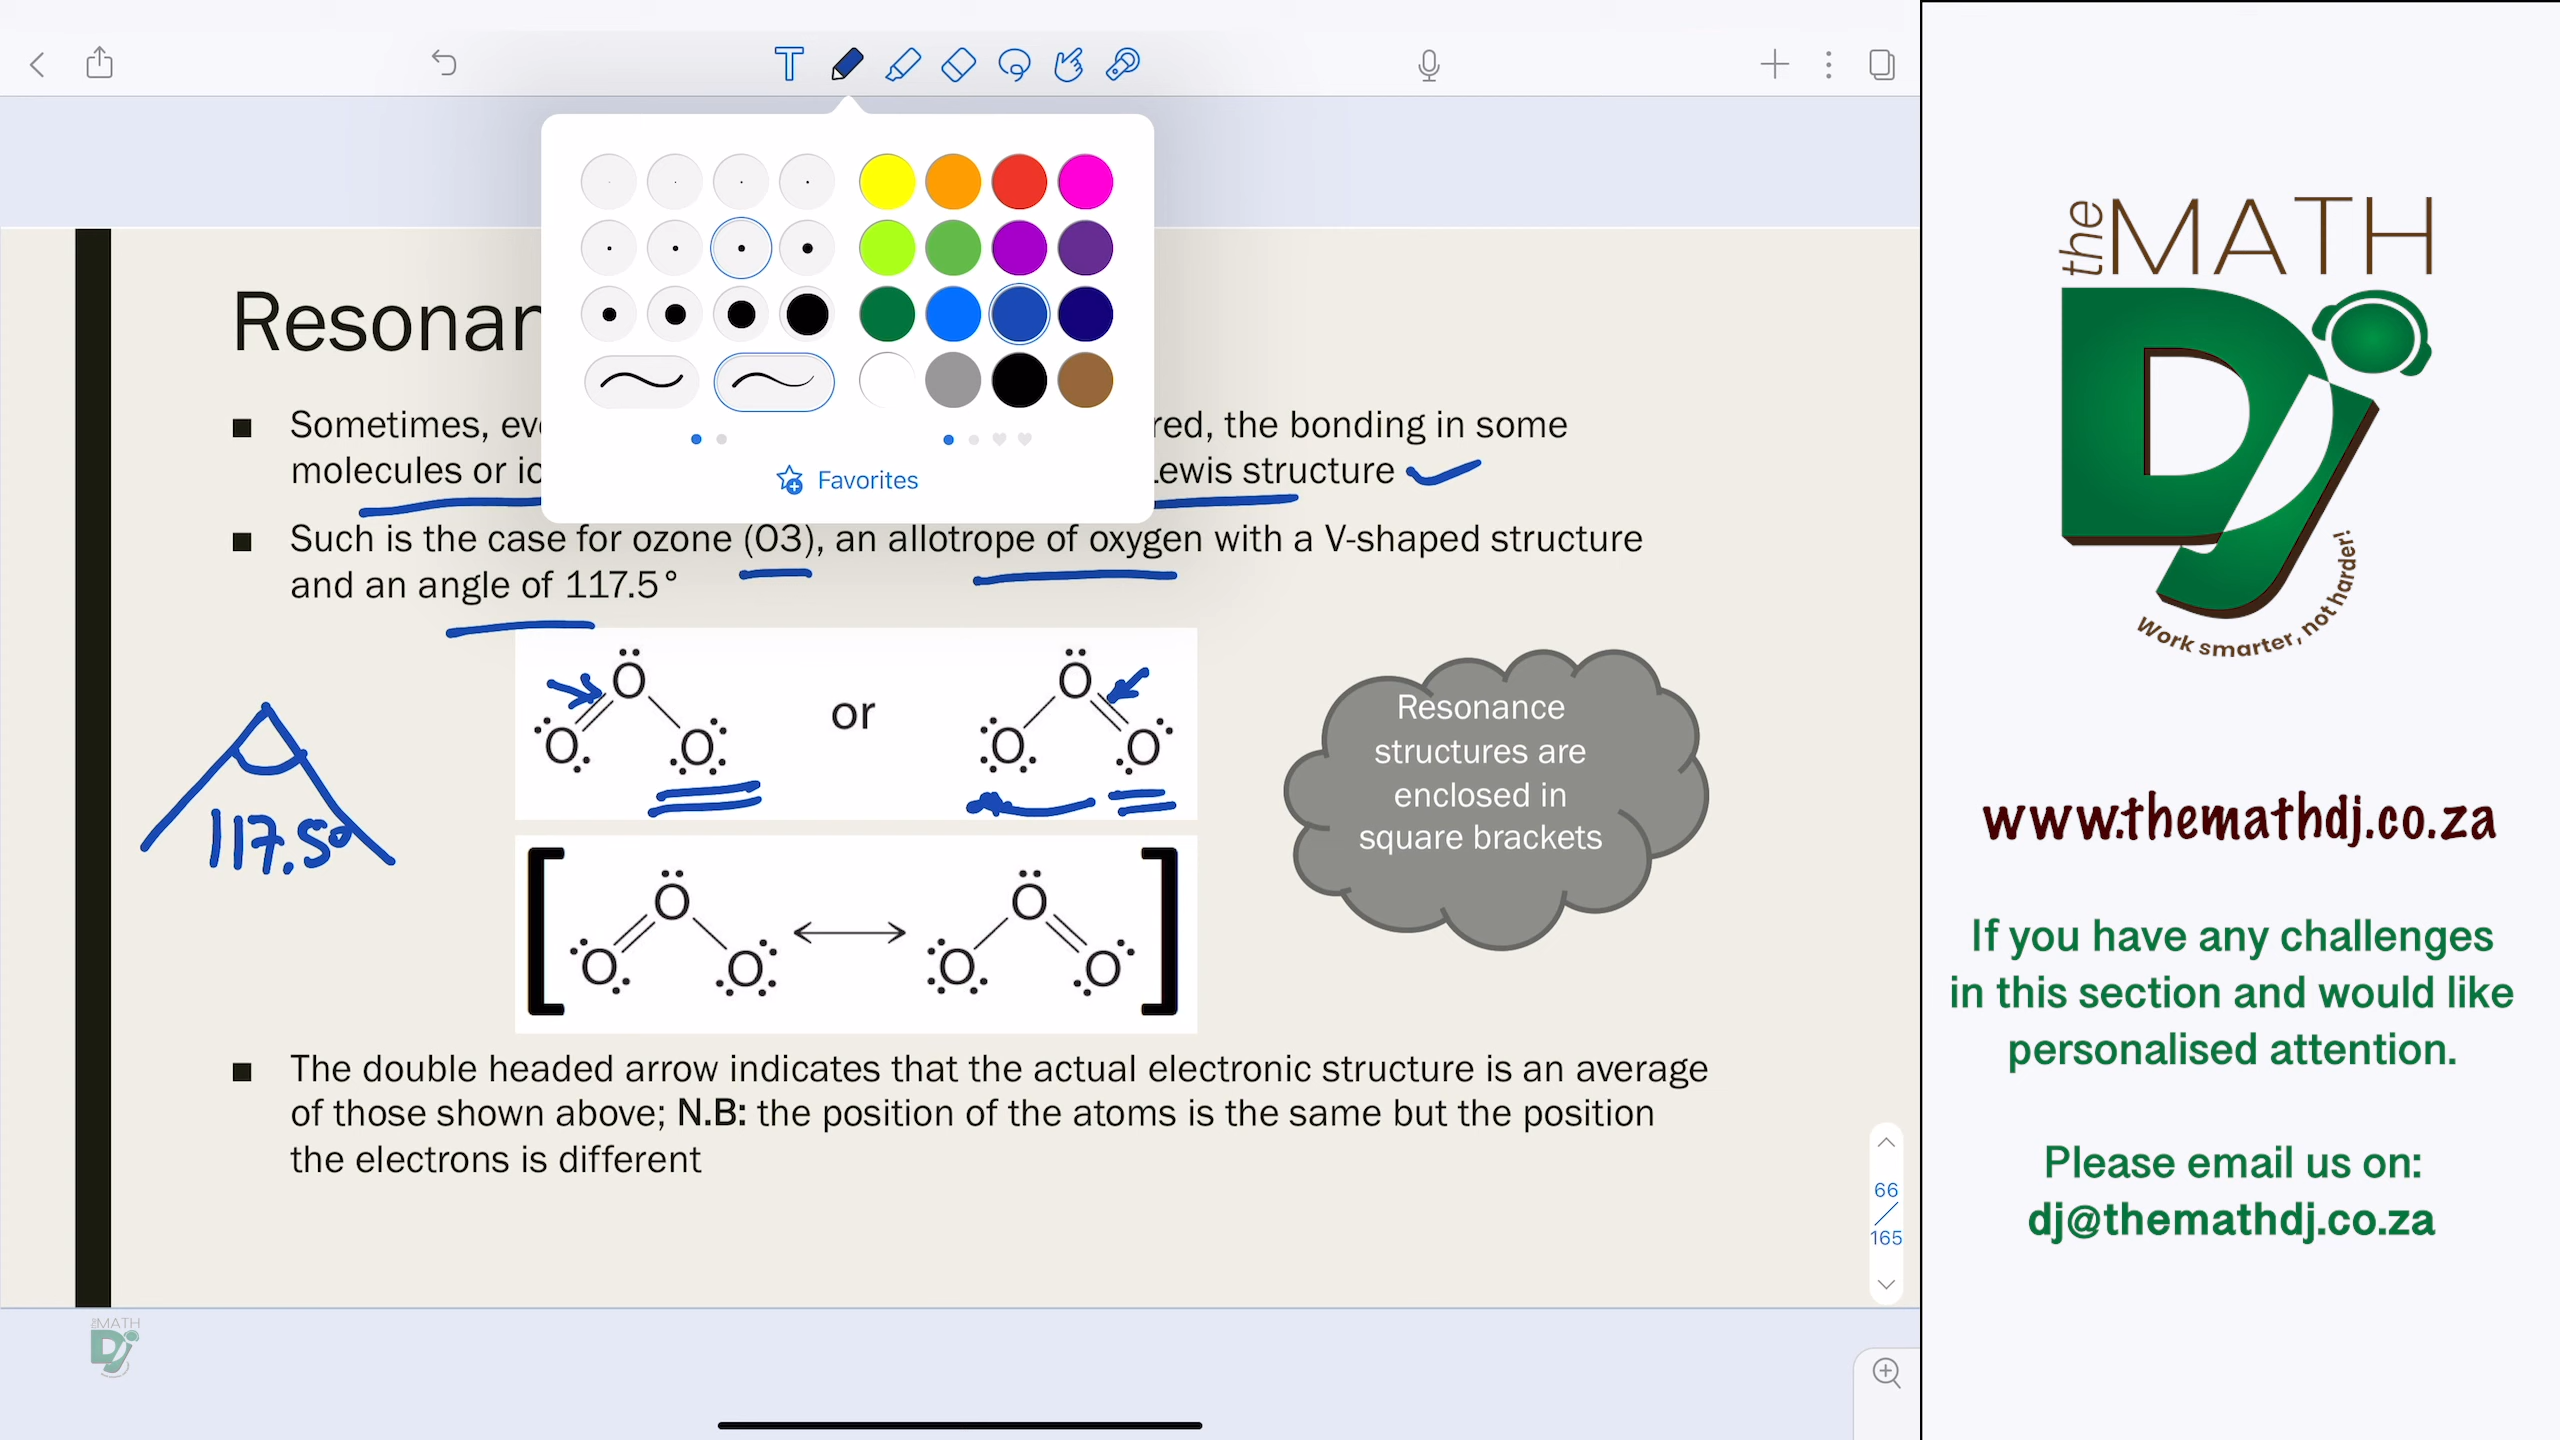 T
Favorites
Resonan
Sometimes, ev
red, the bonding in some
molecules or
ewis structure
Such is the case for ozone (O3), an allotrope of oxygen with a V-shaped structure
and an angle of 117.5°
117.5°
O
O
O
or
O
O
O
Resonance
structures are
enclosed in
square brackets
O
O
O
O
O
O
The double headed arrow indicates that the actual electronic structure is an average
of those shown above; N.B: the position of the atoms is the same but the position
the electrons is different
66
165
the MATH
Dj
Work smarter, not harder!
www.themathdj.co.za
If you have any challenges
in this section and would like
personalised attention.
Please email us on:
dj@themathdj.co.za
MATH
Dj